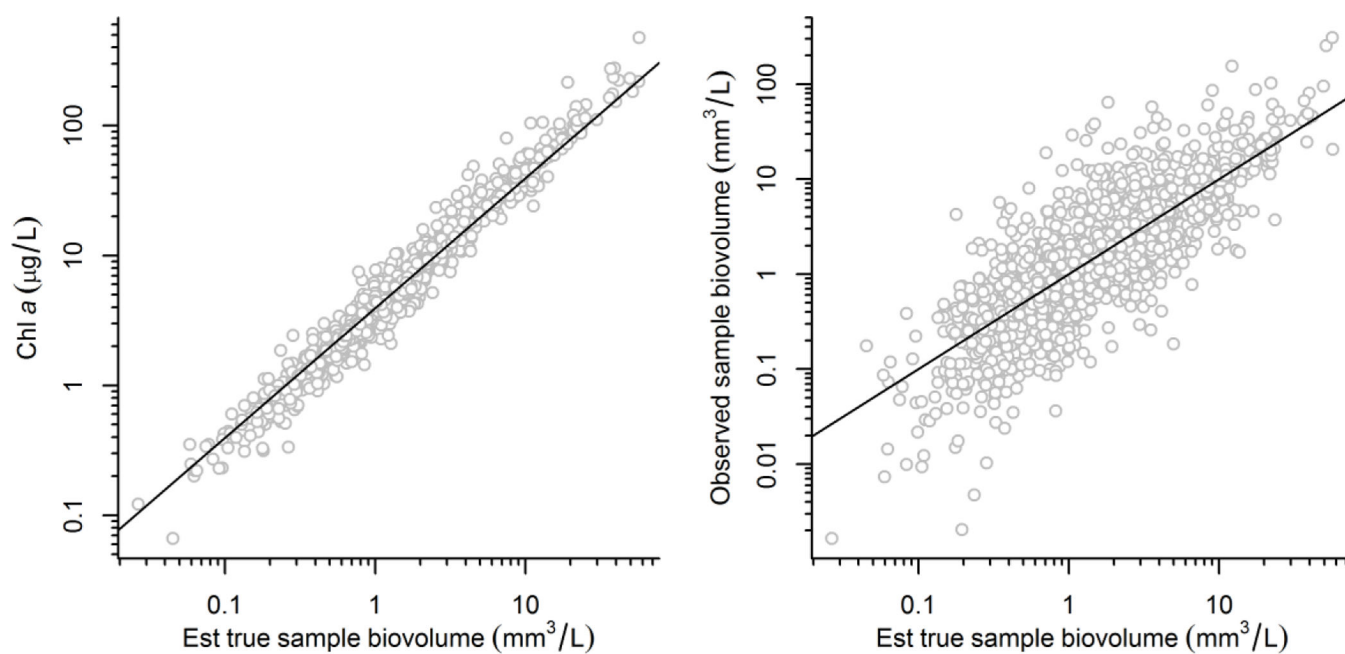 Chl a (μg/L)
100
10
1
0.1
0.1 1 10
Est true sample biovolume (mm³/L)
Observed sample biovolume (mm³/L)
100
10
1
0.1
0.01
0.1 1 10
Est true sample biovolume (mm³/L)